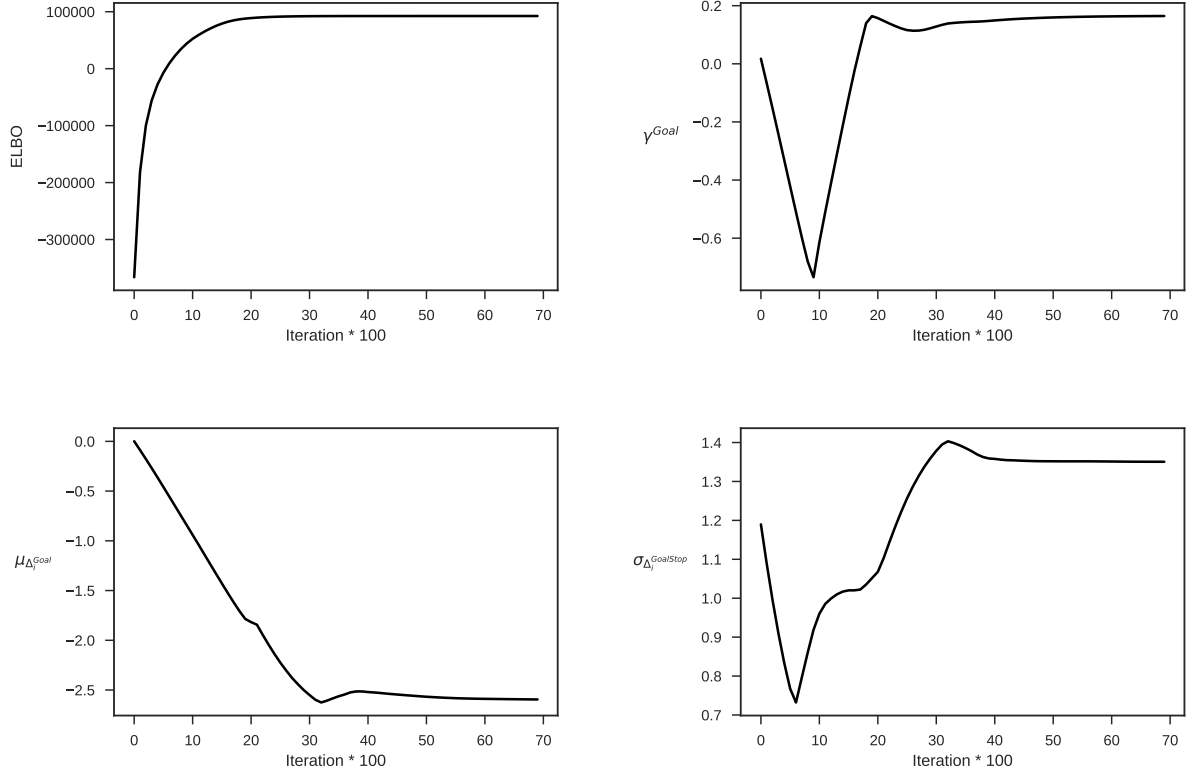 100000
0
−100000
−200000
−300000
ELBO
0 10 20 30 40 50 60 70
Iteration * 100
0.2
0.0
−0.2
−0.4
−0.6
γ^Goal
0 10 20 30 40 50 60 70
Iteration * 100
0.0
−0.5
−1.0
−1.5
−2.0
−2.5
μ_{Δ_i^{Goal}}
0 10 20 30 40 50 60 70
Iteration * 100
1.4
1.3
1.2
1.1
1.0
0.9
0.8
0.7
σ_{Δ_i^{GoalStop}}
0 10 20 30 40 50 60 70
Iteration * 100